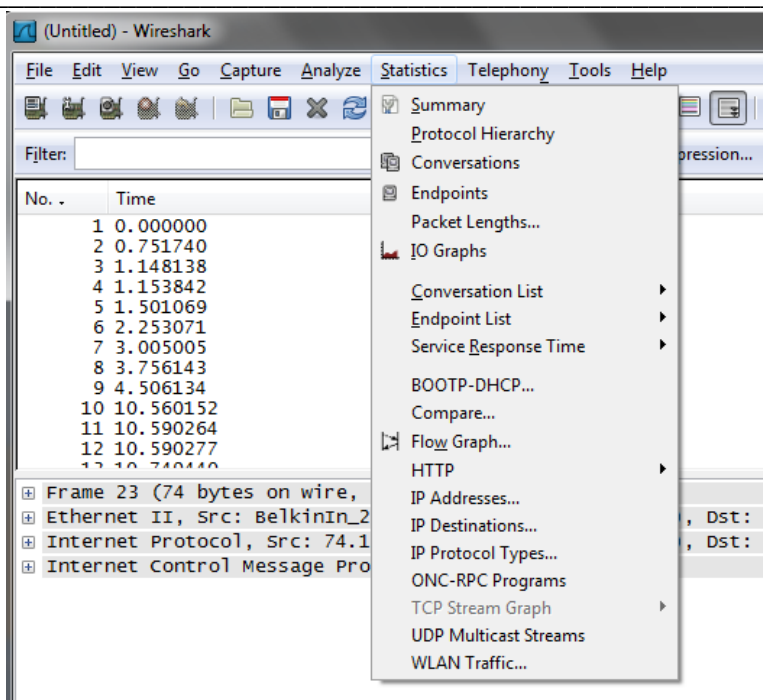 (Untitled) - Wireshark
File Edit View Go Capture Analyze Statistics Telephony Tools Help
Filter: pression...
No. . Time
1 0.000000
2 0.751740
3 1.148138
4 1.153842
5 1.501069
6 2.253071
7 3.005005
8 3.756143
9 4.506134
10 10.560152
11 10.590264
12 10.590277
Summary
Protocol Hierarchy
Conversations
Endpoints
Packet Lengths...
IO Graphs
Conversation List
Endpoint List
Service Response Time
BOOTP-DHCP...
Compare...
Flow Graph...
HTTP
IP Addresses...
IP Destinations...
IP Protocol Types...
ONC-RPC Programs
TCP Stream Graph
UDP Multicast Streams
WLAN Traffic...
Frame 23 (74 bytes on wire,
Ethernet II, Src: BelkinIn_2 , Dst:
Internet Protocol, Src: 74.1 , Dst:
Internet Control Message Pro